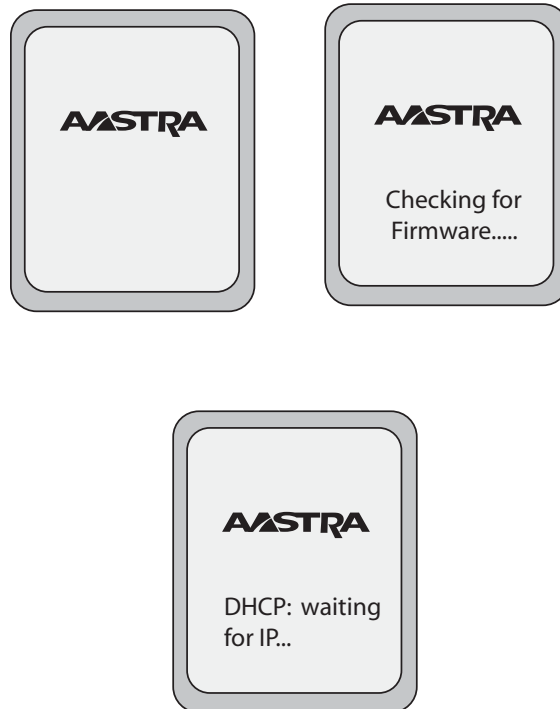 AASTRA
AASTRA
Checking for
Firmware.....
AASTRA
DHCP: waiting
for IP...